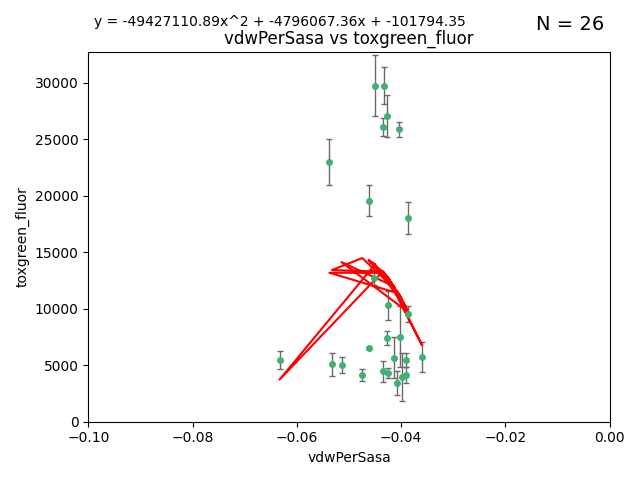 y = -49427110.89x^2 + -4796067.36x + -101794.35
N = 26
vdwPerSasa vs toxgreen_fluor
toxgreen_fluor
30000
25000
20000
15000
10000
5000
0
−0.10
−0.08
−0.06
−0.04
−0.02
0.00
vdwPerSasa